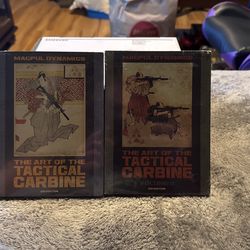 MAGPUL DYNAMICS
THE ART OF THE
TACTICAL
CARBINE
MAGPUL DYNAMICS
THE ART OF THE
TACTICAL
CARBINE